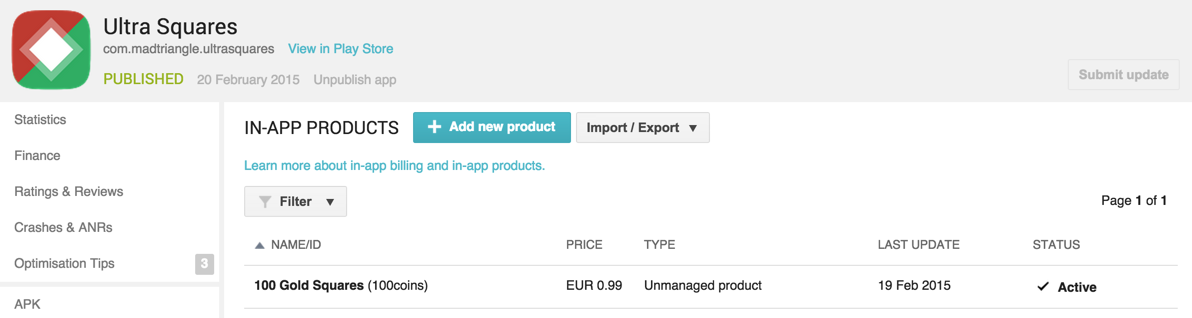 Ultra Squares
com.madtriangle.ultrasquares View in Play Store
PUBLISHED 20 February 2015 Unpublish app
Submit update
Statistics
Finance
Ratings & Reviews
Crashes & ANRs
Optimisation Tips 3
APK
IN-APP PRODUCTS + Add new product Import / Export ▼
Learn more about in-app billing and in-app products.
Filter ▼
Page 1 of 1
▲ NAME/ID PRICE TYPE LAST UPDATE STATUS
100 Gold Squares (100coins) EUR 0.99 Unmanaged product 19 Feb 2015 ✓ Active